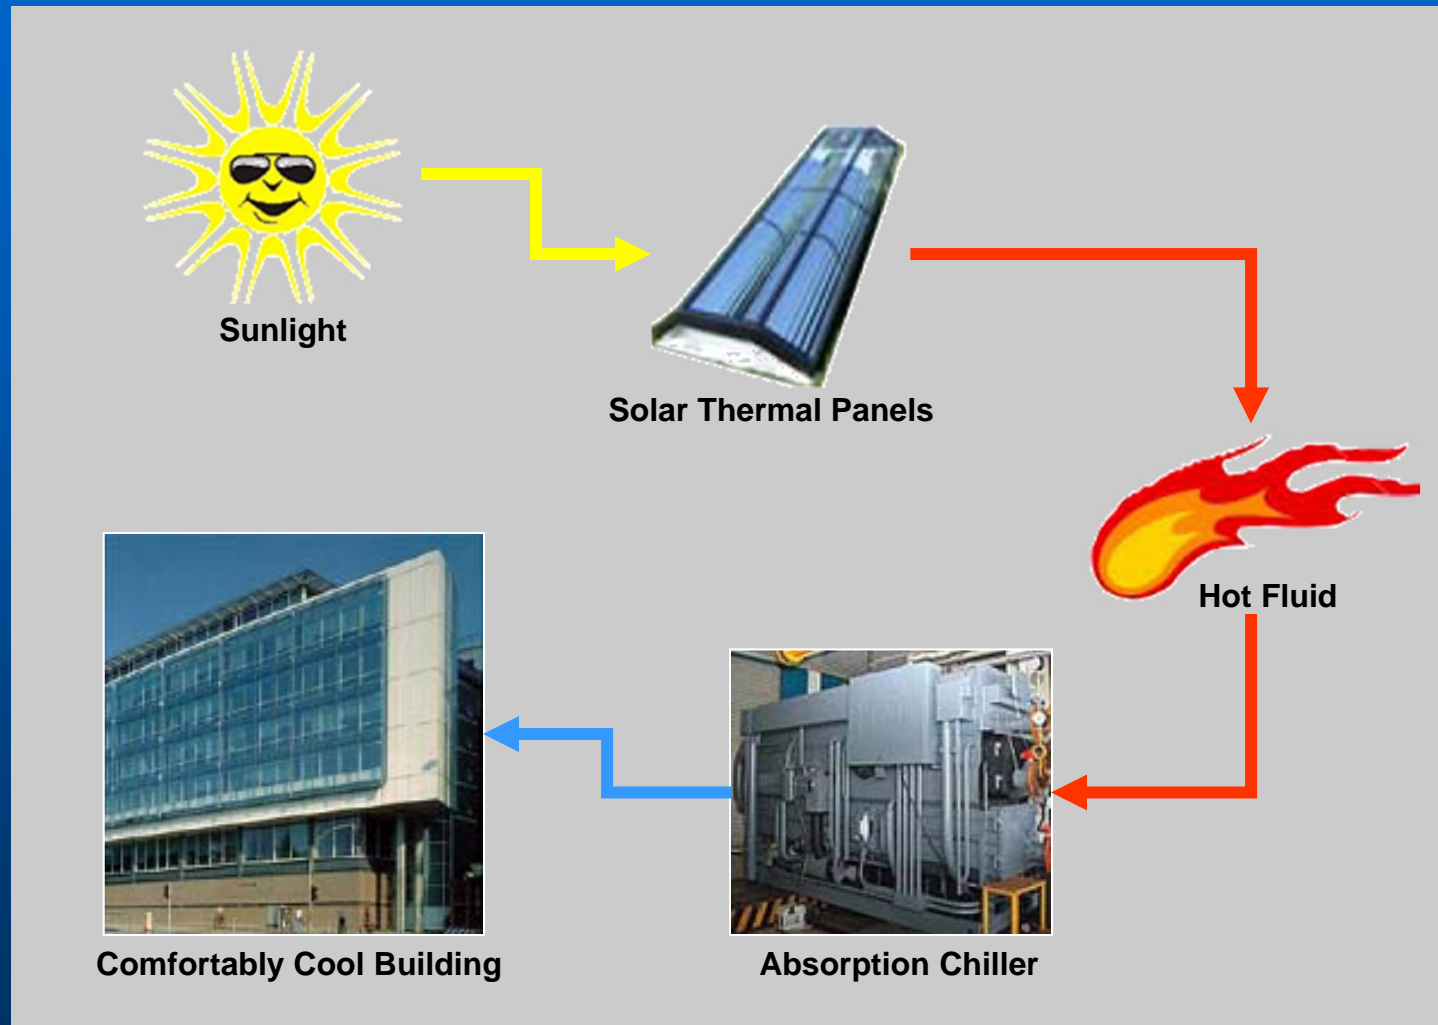 Sunlight
Solar Thermal Panels
Hot Fluid
Absorption Chiller
Comfortably Cool Building